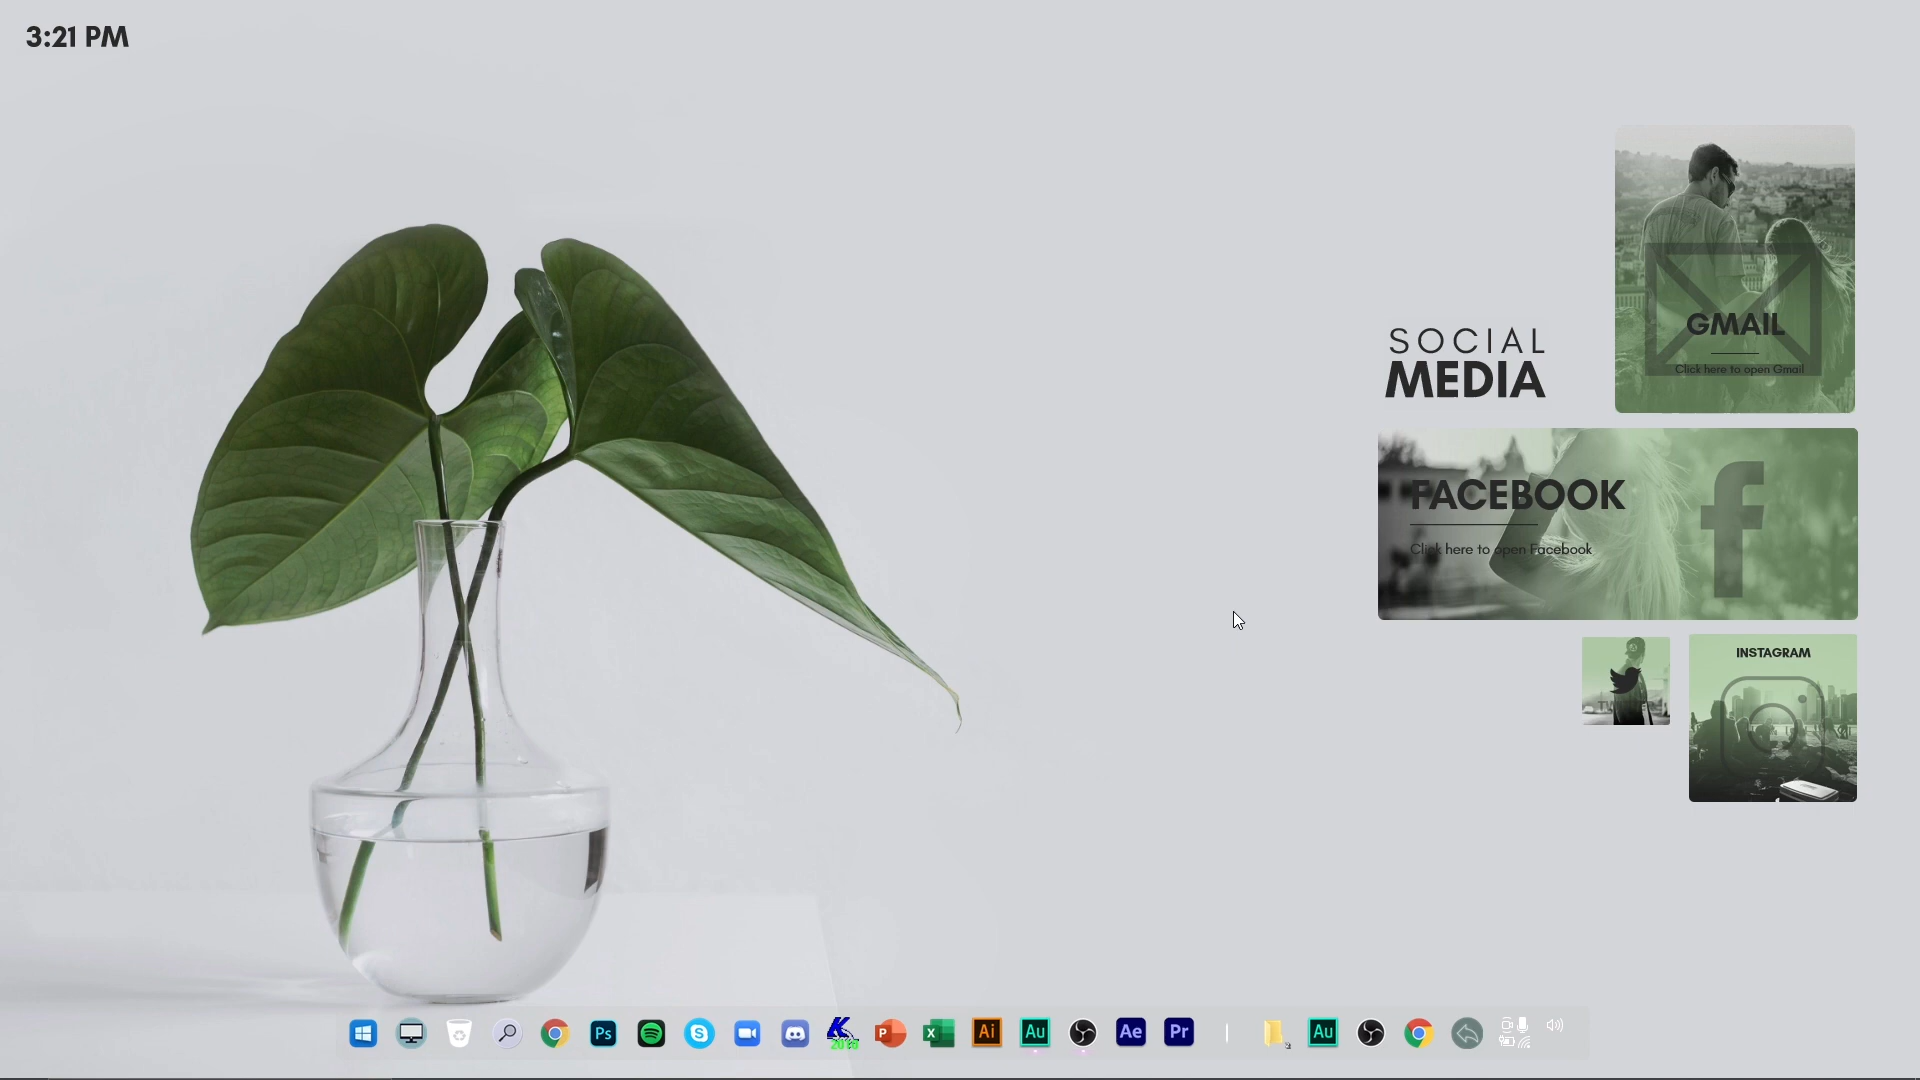 3:21 PM
GMAIL
Click here to open Gmail
SOCIAL
MEDIA
FACEBOOK
Click here to open Facebook
INSTAGRAM
Ps
S
K
2010
P
X
Ai
Au
Ae
Pr
Au